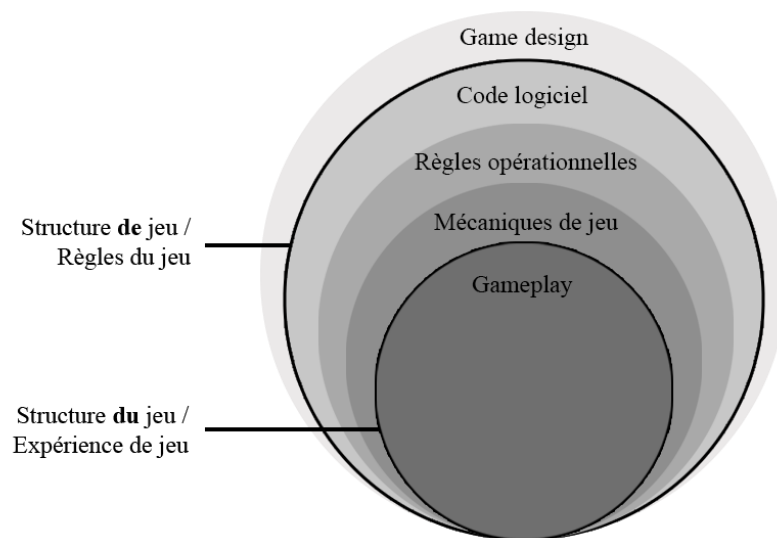 Game design
Code logiciel
Règles opérationnelles
Mécaniques de jeu
Gameplay
Structure de jeu /
Règles du jeu
Structure du jeu /
Expérience de jeu